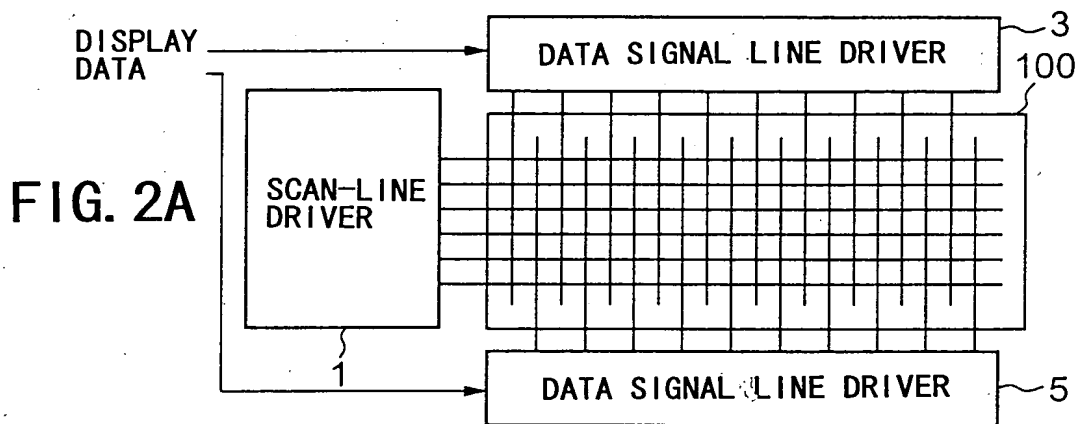 DISPLAY
DATA
DATA SIGNAL LINE DRIVER
3
100
SCAN-LINE
DRIVER
FIG. 2A
1
DATA SIGNAL LINE DRIVER
5